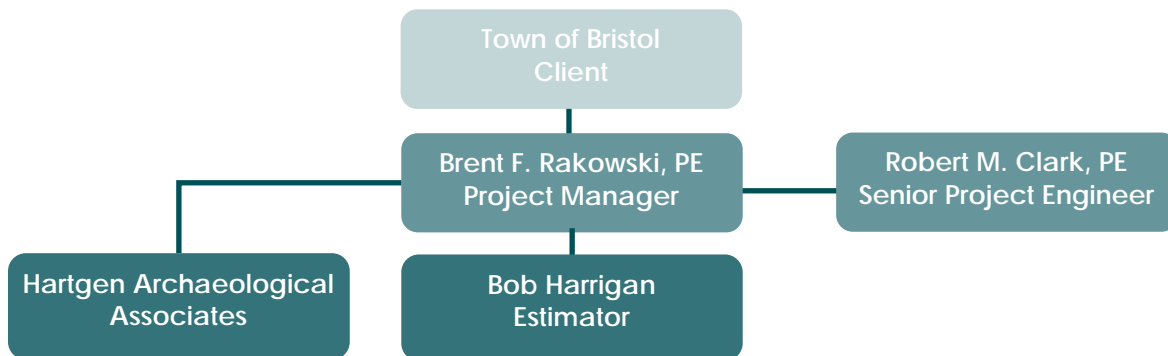 Town of Bristol
Client
Brent F. Rakowski, PE
Project Manager
Robert M. Clark, PE
Senior Project Engineer
Hartgen Archaeological
Associates
Bob Harrigan
Estimator